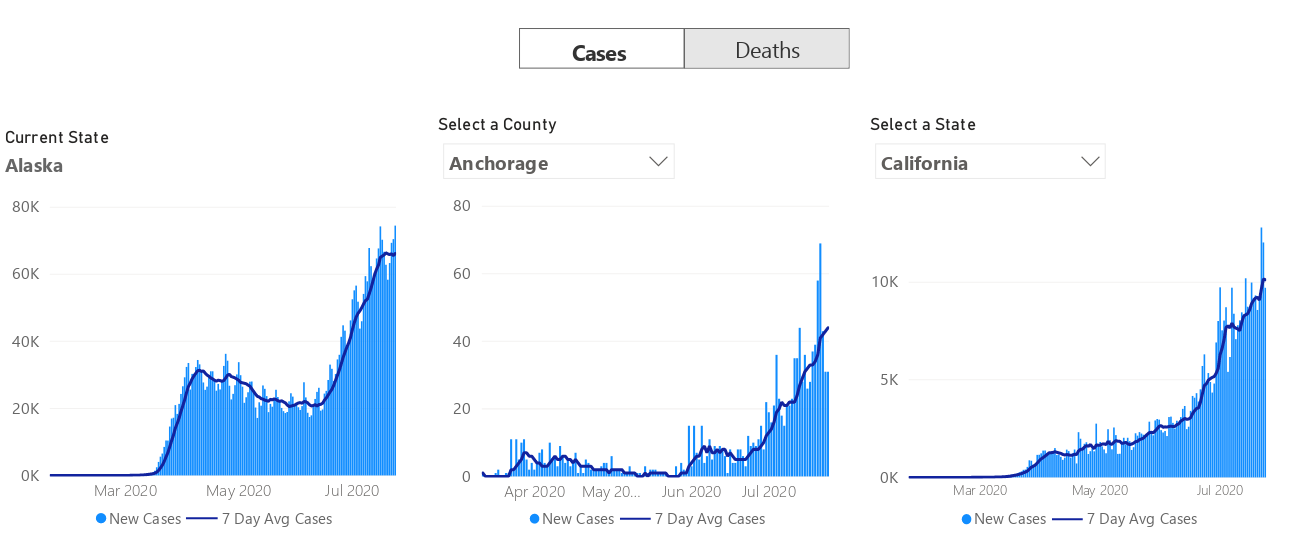 Cases
Deaths
Current State
Alaska
80K
60K
40K
20K
0K
Mar 2020
May 2020
Jul 2020
New Cases
7 Day Avg Cases
Select a County
Anchorage
80
60
40
20
0
Apr 2020
May 20...
Jun 2020
Jul 2020
New Cases
7 Day Avg Cases
Select a State
California
10K
5K
0K
Mar 2020
May 2020
Jul 2020
New Cases
7 Day Avg Cases